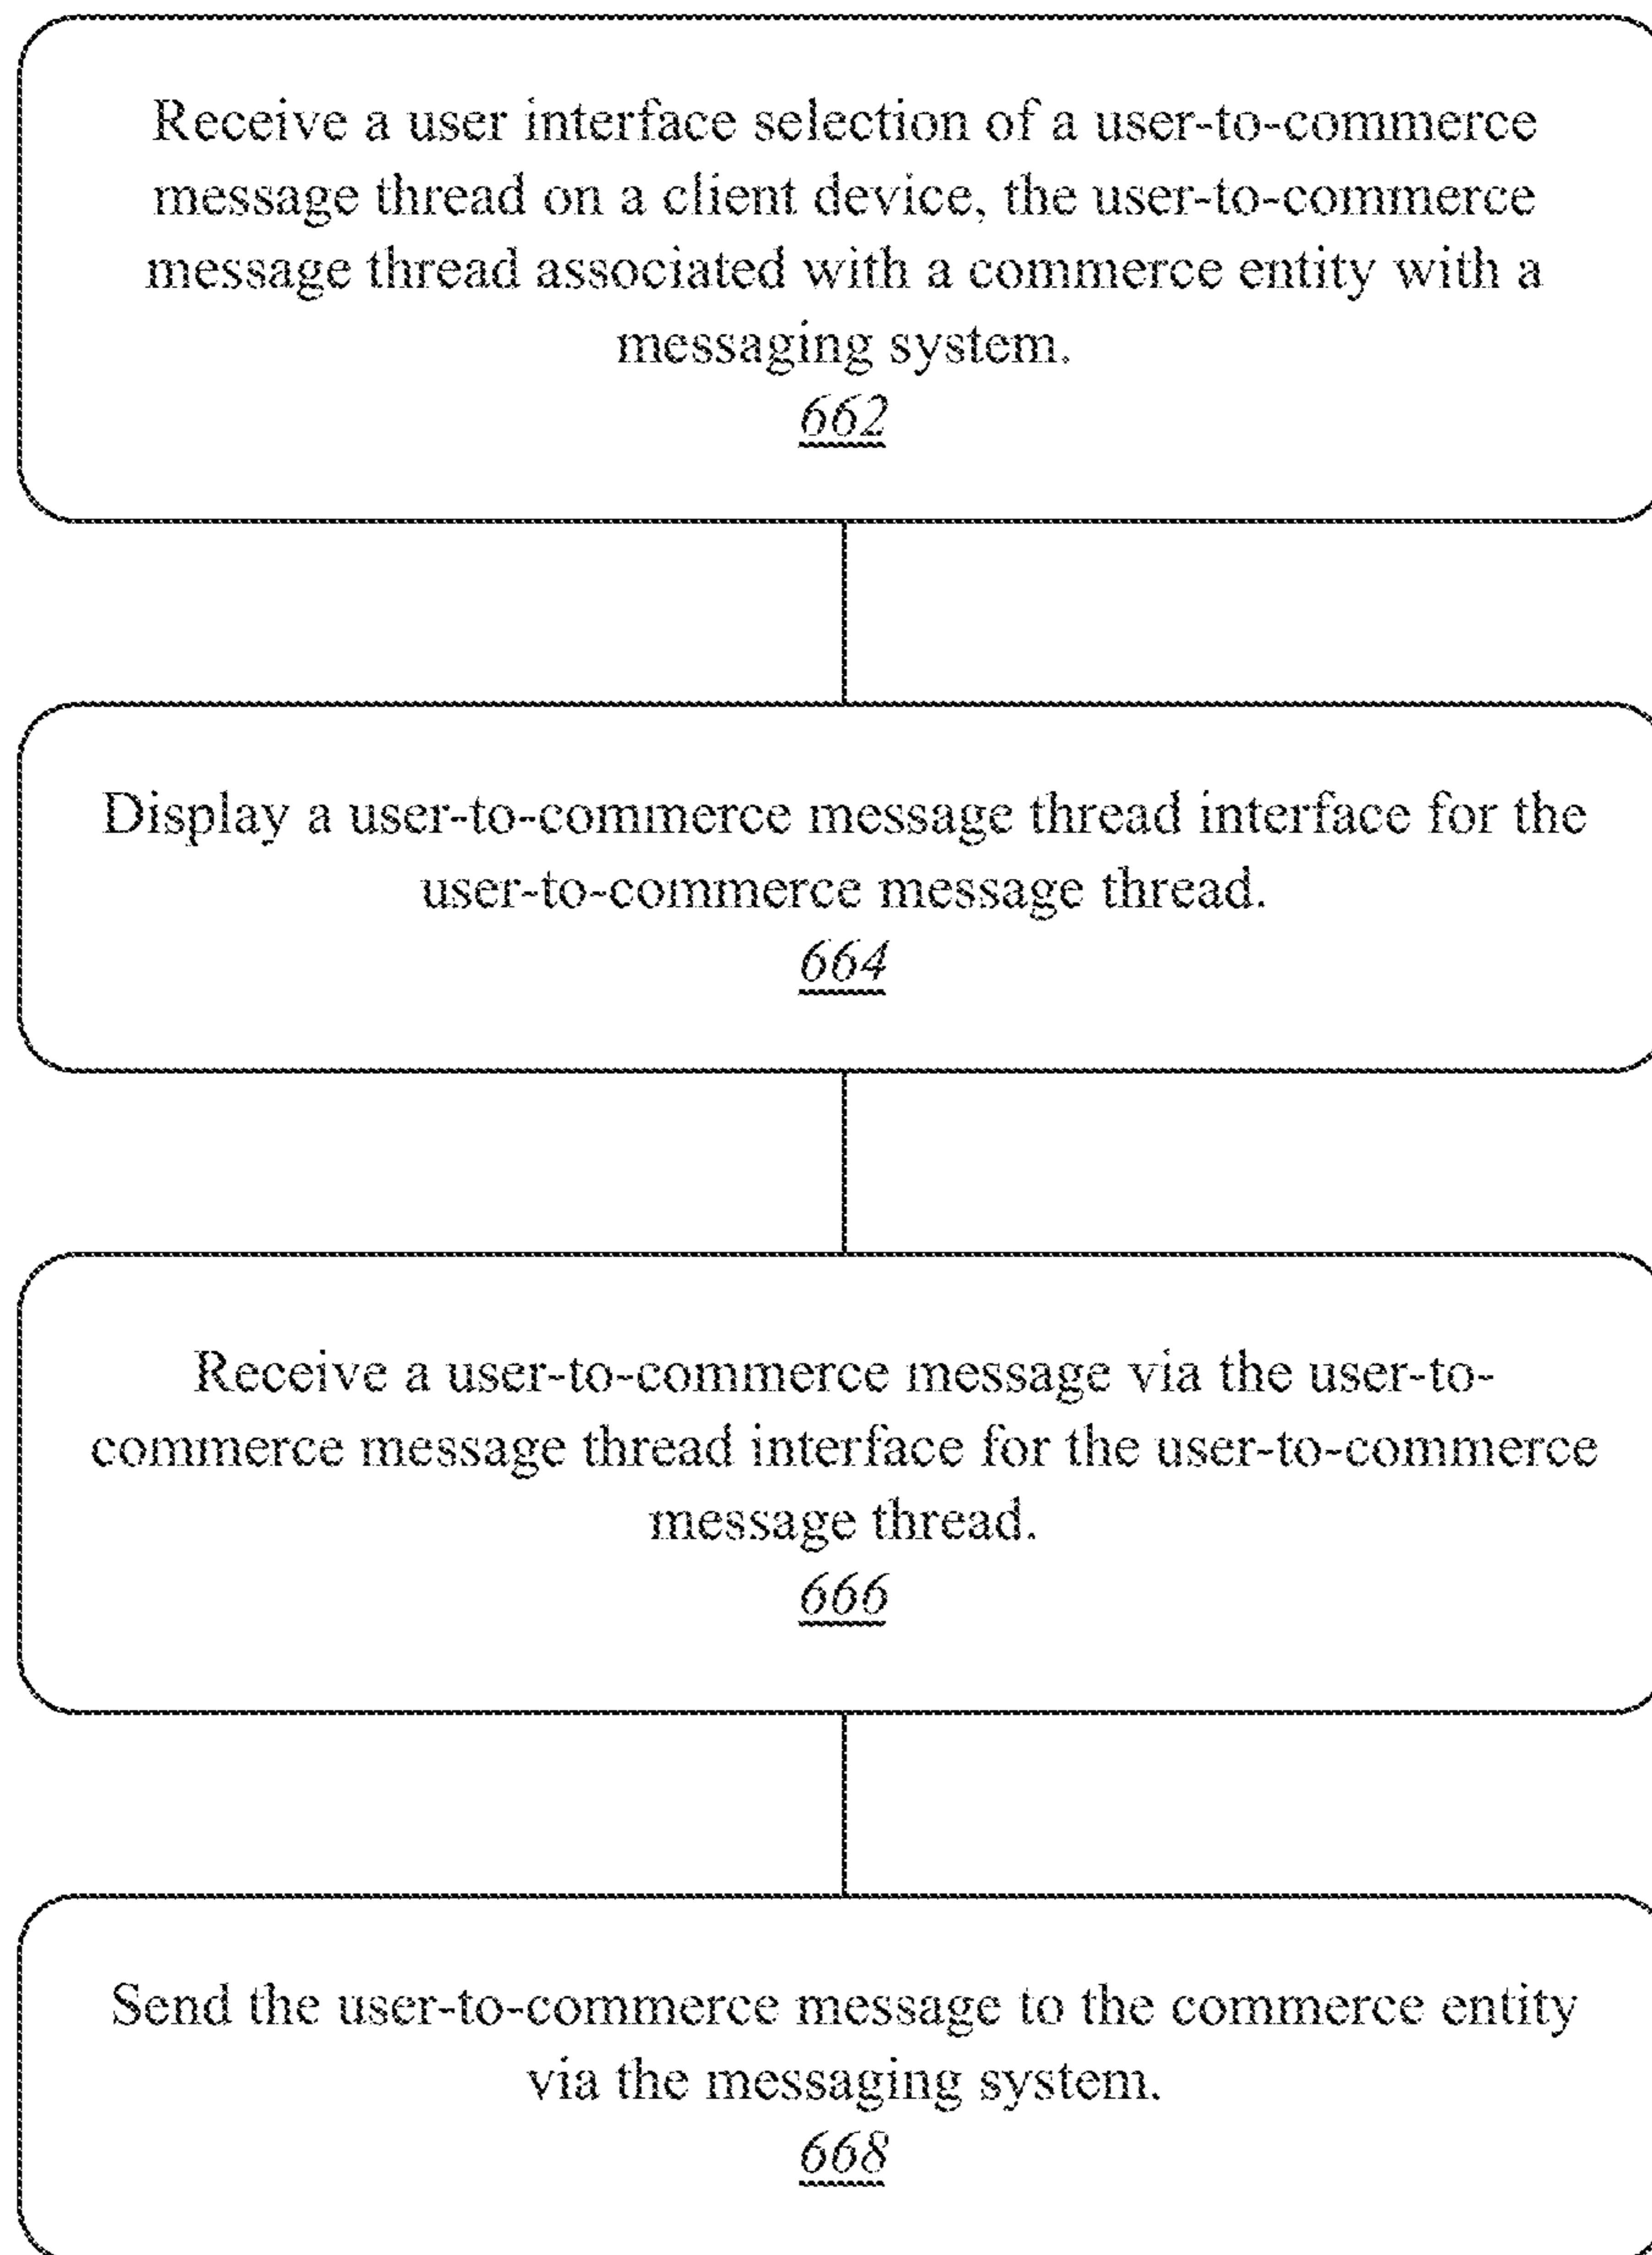 Receive a user interface selection of a user-to-commerce
message thread on a client device, the user-to-commerce
message thread associated with a commerce entity with a
messaging system.
662
Display a user-to-commerce message thread interface for the
user-to-commerce message thread.
664
Receive a user-to-commerce message via the user-to-
commerce message thread interface for the user-to-commerce
message thread.
666
Send the user-to-commerce message to the commerce entity
via the messaging system.
668